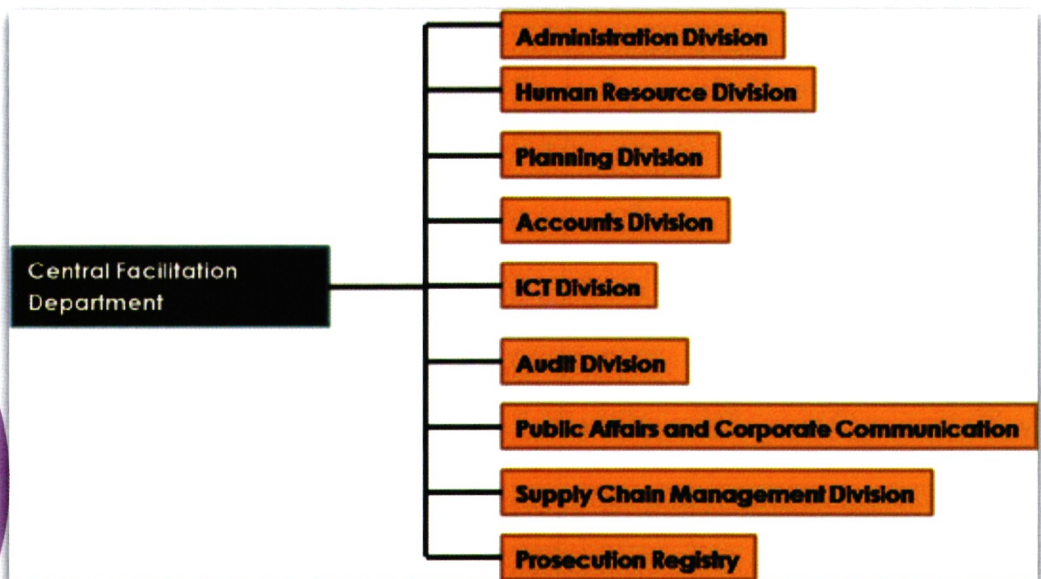 Administration Division
Human Resource Division
Planning Division
Accounts Division
Central Facilitation
Department
ICT Division
Audit Division
Public Affairs and Corporate Communication
Supply Chain Management Division
Prosecution Registry